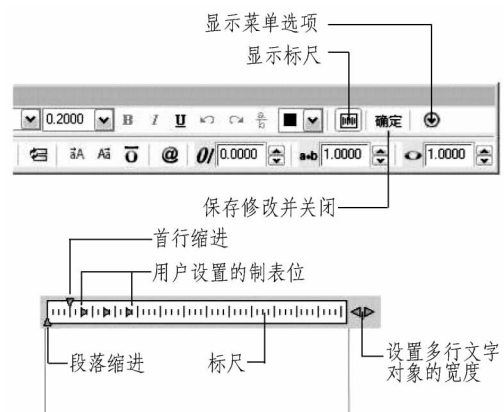 显示菜单选项
显示标尺
0.2000 B I U a/b 确定
āA Aā Ō @ 0/ 0.0000 a•b 1.0000 1.0000
保存修改并关闭
首行缩进
用户设置的制表位
段落缩进
标尺
设置多行文字
对象的宽度